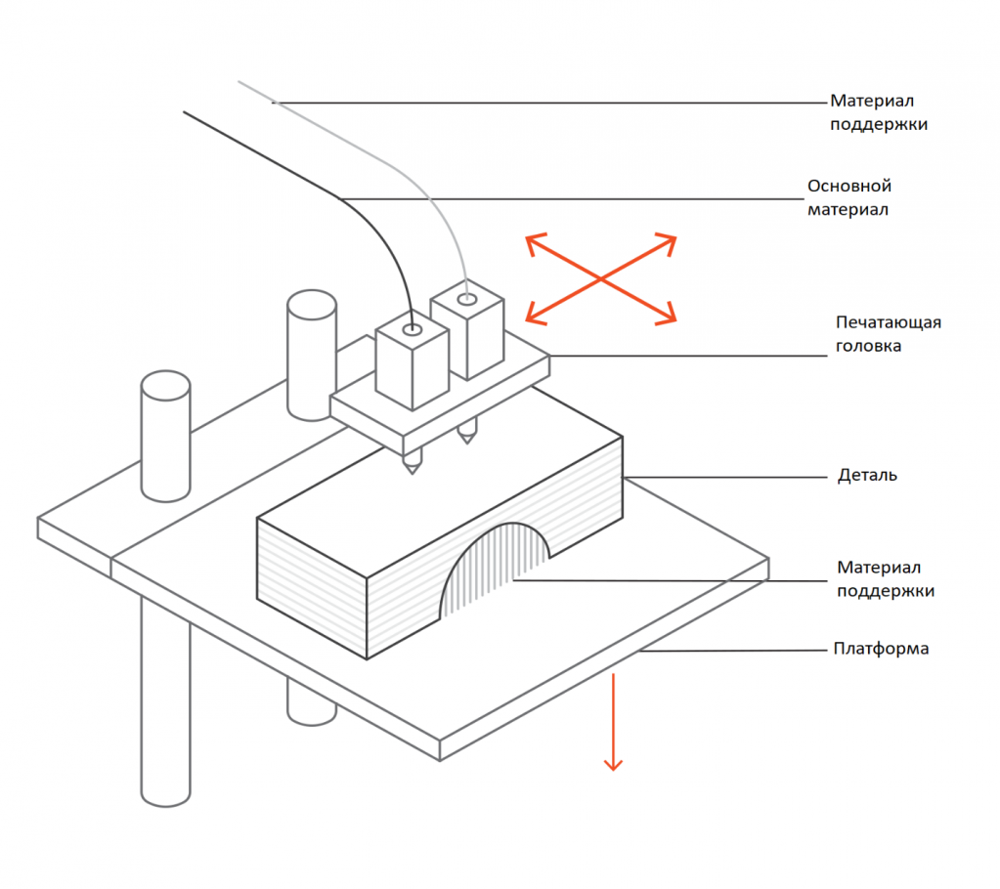 Материал
поддержки
Основной
материал
Печатающая
головка
Деталь
Материал
поддержки
Платформа